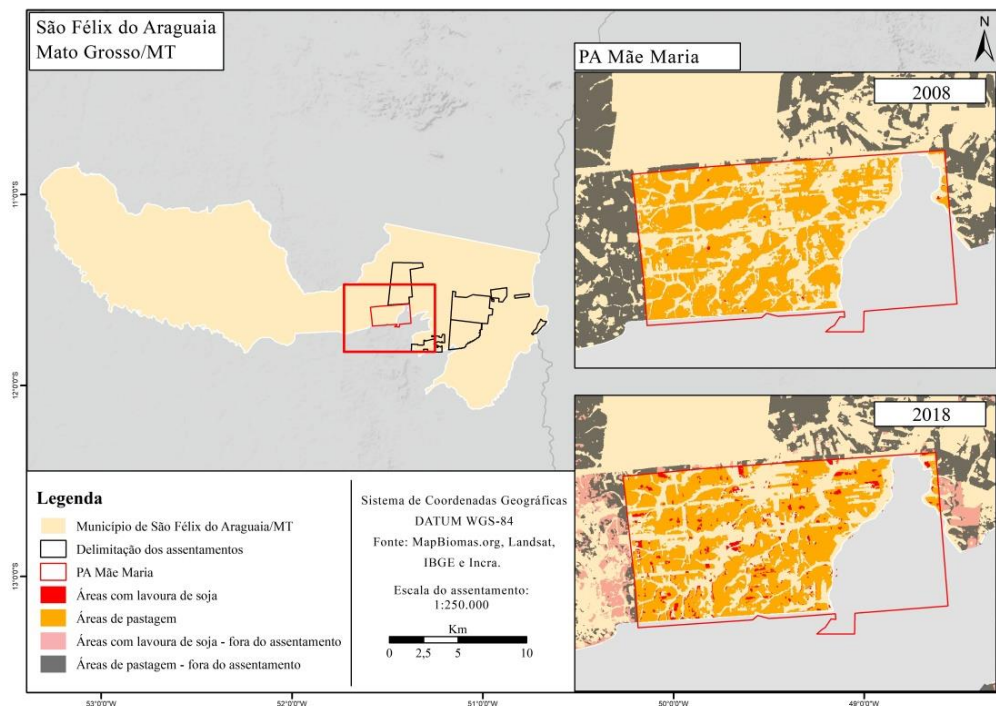 São Félix do Araguaia
Mato Grosso/MT
N
PA Mãe Maria
2008
2018
11°0'0"S
12°0'0"S
13°0'0"S
Legenda
Município de São Félix do Araguaia/MT
Delimitação dos assentamentos
PA Mãe Maria
Áreas com lavoura de soja
Áreas de pastagem
Áreas com lavoura de soja - fora do assentamento
Áreas de pastagem - fora do assentamento
Sistema de Coordenadas Geográficas
DATUM WGS-84
Fonte: MapBiomas.org, Landsat,
IBGE e Incra.
Escala do assentamento:
1:250.000
Km
0 2,5 5 10
53°0'0"W 52°0'0"W 51°0'0"W 50°0'0"W 49°0'0"W